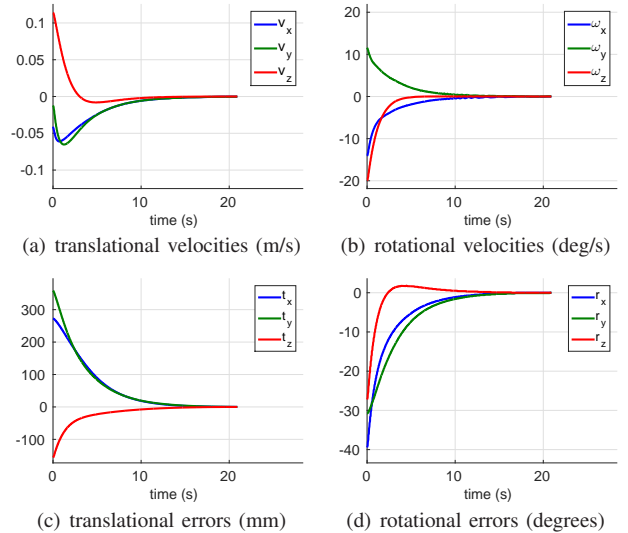 0.1
0.05
0
-0.05
-0.1
0
10
20
time (s)
v_x
v_y
v_z
(a) translational velocities (m/s)
20
10
0
-10
-20
0
10
20
time (s)
ω_x
ω_y
ω_z
(b) rotational velocities (deg/s)
300
200
100
0
-100
0
10
20
time (s)
t_x
t_y
t_z
(c) translational errors (mm)
0
-10
-20
-30
-40
0
10
20
time (s)
r_x
r_y
r_z
(d) rotational errors (degrees)